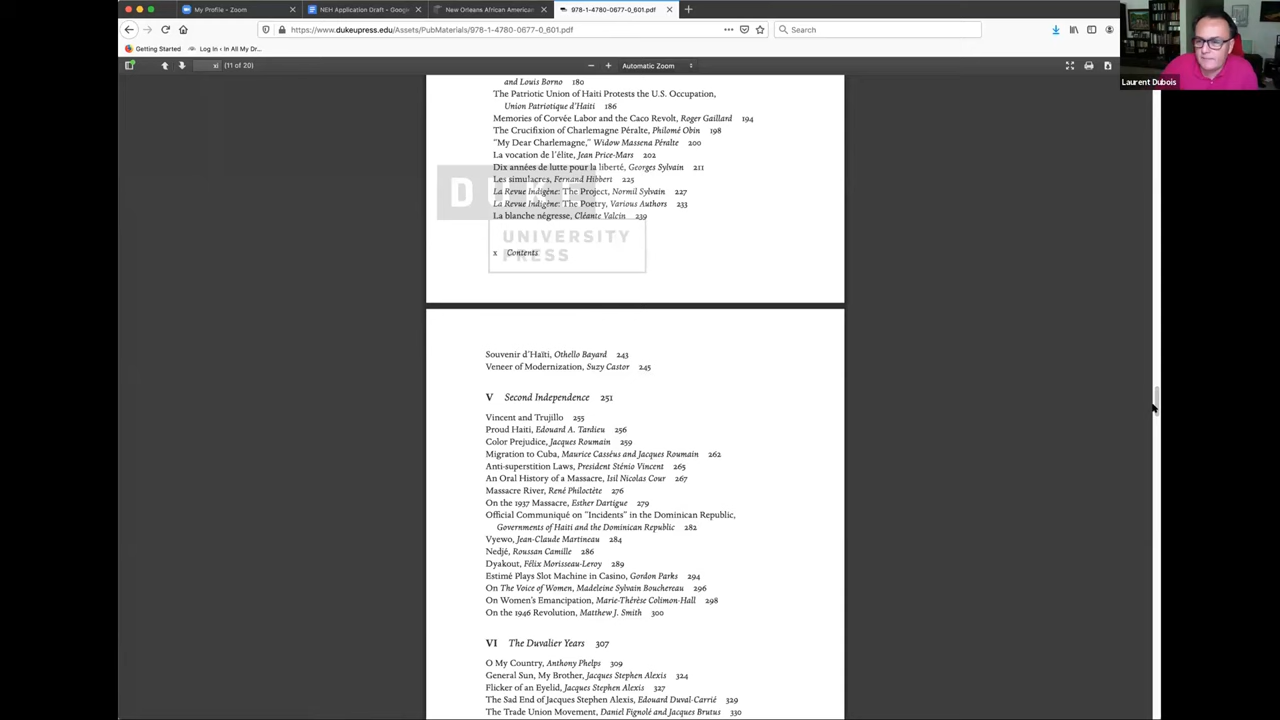 My Profile - Zoom
NEH Application Draft - Google
New Orleans African American
978-1-4780-0677-0_601.pdf
https://www.dukeupress.edu/Assets/PubMaterials/978-1-4780-0677-0_601.pdf
Search
Getting Started
Log In ‹ In All My Dr...
xi
(11 of 20)
Automatic Zoom
Laurent Dubois
and Louis Borno 180
The Patriotic Union of Haiti Protests the U.S. Occupation,
Union Patriotique d'Haiti 186
Memories of Corvée Labor and the Caco Revolt, Roger Gaillard 194
The Crucifixion of Charlemagne Péralte, Philomé Obin 198
"My Dear Charlemagne," Widow Massena Péralte 200
La vocation de l'élite, Jean Price-Mars 202
Dix années de lutte pour la liberté, Georges Sylvain 211
Les simulacres, Fernand Hibbert 225
La Revue Indigène: The Project, Normil Sylvain 227
La Revue Indigène: The Poetry, Various Authors 233
La blanche négresse, Cléante Valcin 239
DUKE
UNIVERSITY
PRESS
x Contents
Souvenir d'Haïti, Othello Bayard 243
Veneer of Modernization, Suzy Castor 245
V Second Independence 251
Vincent and Trujillo 255
Proud Haiti, Edouard A. Tardieu 256
Color Prejudice, Jacques Roumain 259
Migration to Cuba, Maurice Casséus and Jacques Roumain 262
Anti-superstition Laws, President Sténio Vincent 265
An Oral History of a Massacre, Isil Nicolas Cour 267
Massacre River, René Philoctète 276
On the 1937 Massacre, Esther Dartigue 279
Official Communiqué on "Incidents" in the Dominican Republic,
Governments of Haiti and the Dominican Republic 282
Vyewo, Jean-Claude Martineau 284
Nedjé, Roussan Camille 286
Dyakout, Félix Morisseau-Leroy 289
Estimé Plays Slot Machine in Casino, Gordon Parks 294
On The Voice of Women, Madeleine Sylvain Bouchereau 296
On Women's Emancipation, Marie-Thérèse Colimon-Hall 298
On the 1946 Revolution, Matthew J. Smith 300
VI The Duvalier Years 307
O My Country, Anthony Phelps 309
General Sun, My Brother, Jacques Stephen Alexis 324
Flicker of an Eyelid, Jacques Stephen Alexis 327
The Sad End of Jacques Stephen Alexis, Edouard Duval-Carrié 329
The Trade Union Movement, Daniel Fignolé and Jacques Brutus 330